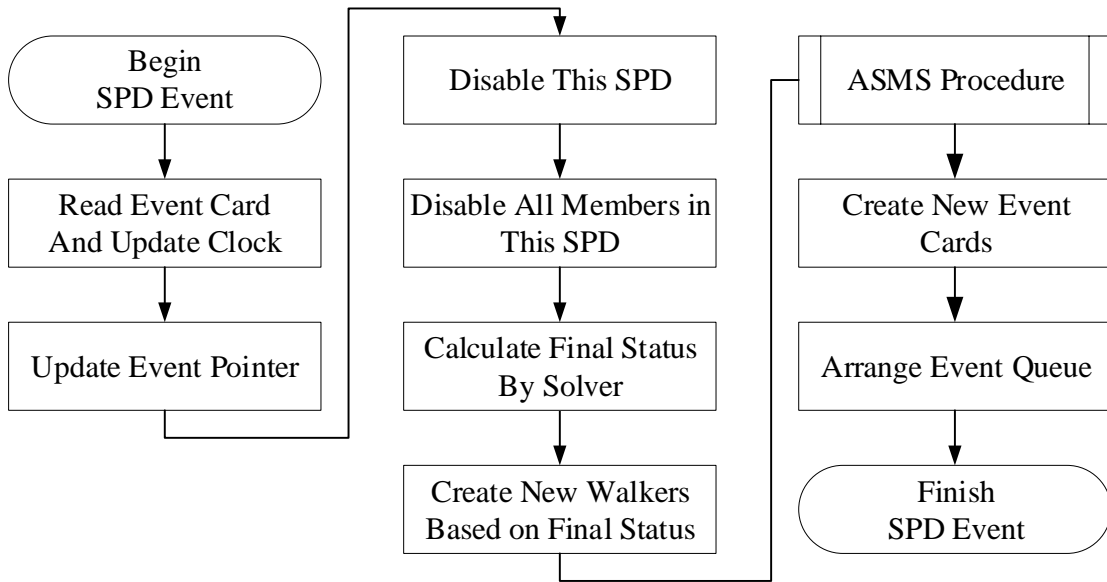 Begin
SPD Event
Read Event Card
And Update Clock
Update Event Pointer
Disable This SPD
Disable All Members in
This SPD
Calculate Final Status
By Solver
Create New Walkers
Based on Final Status
ASMS Procedure
Create New Event
Cards
Arrange Event Queue
Finish
SPD Event